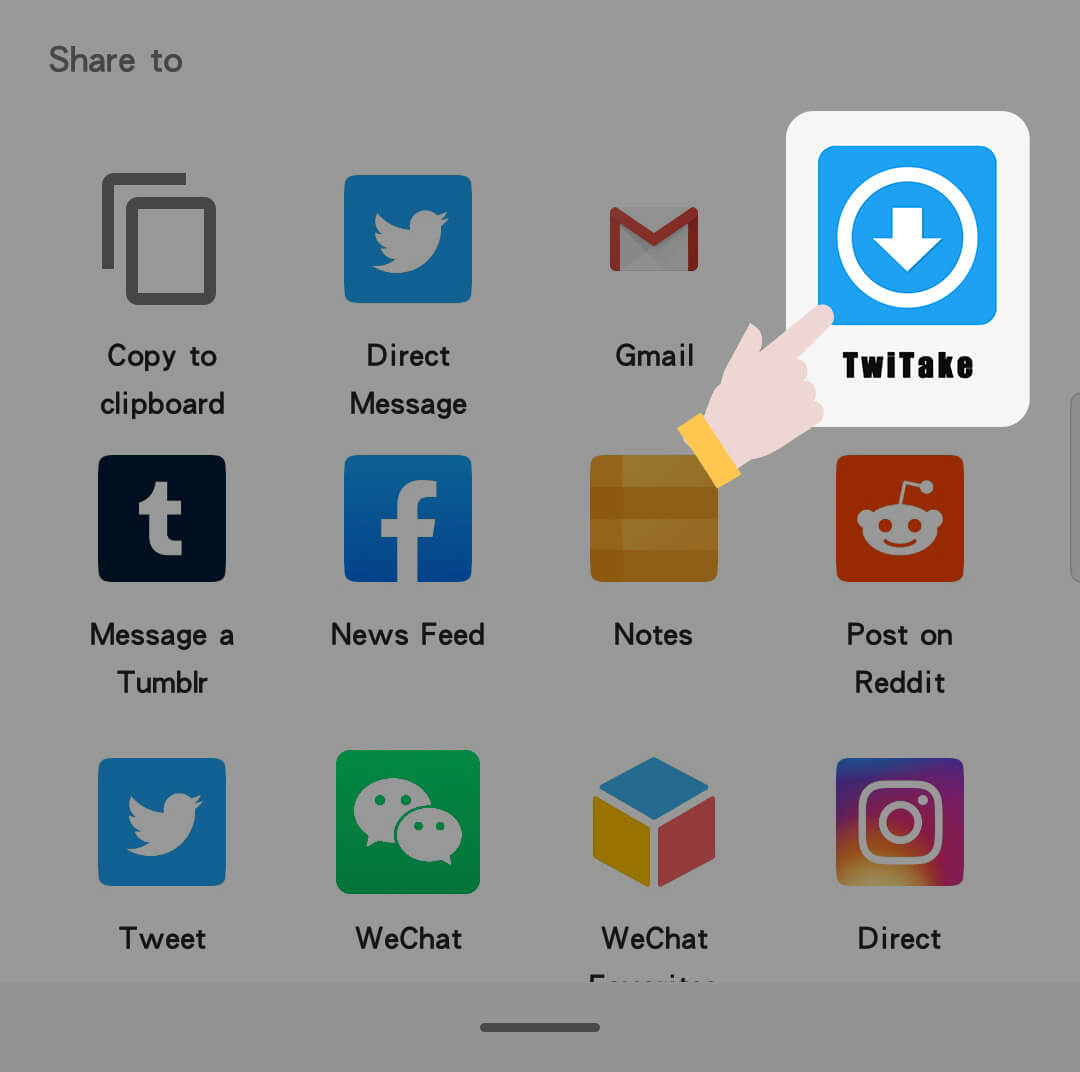 Share to
Copy to
clipboard
Direct
Message
Gmail
TwiTake
Message a
Tumblr
News Feed
Notes
Post on
Reddit
Tweet
WeChat
WeChat
Direct